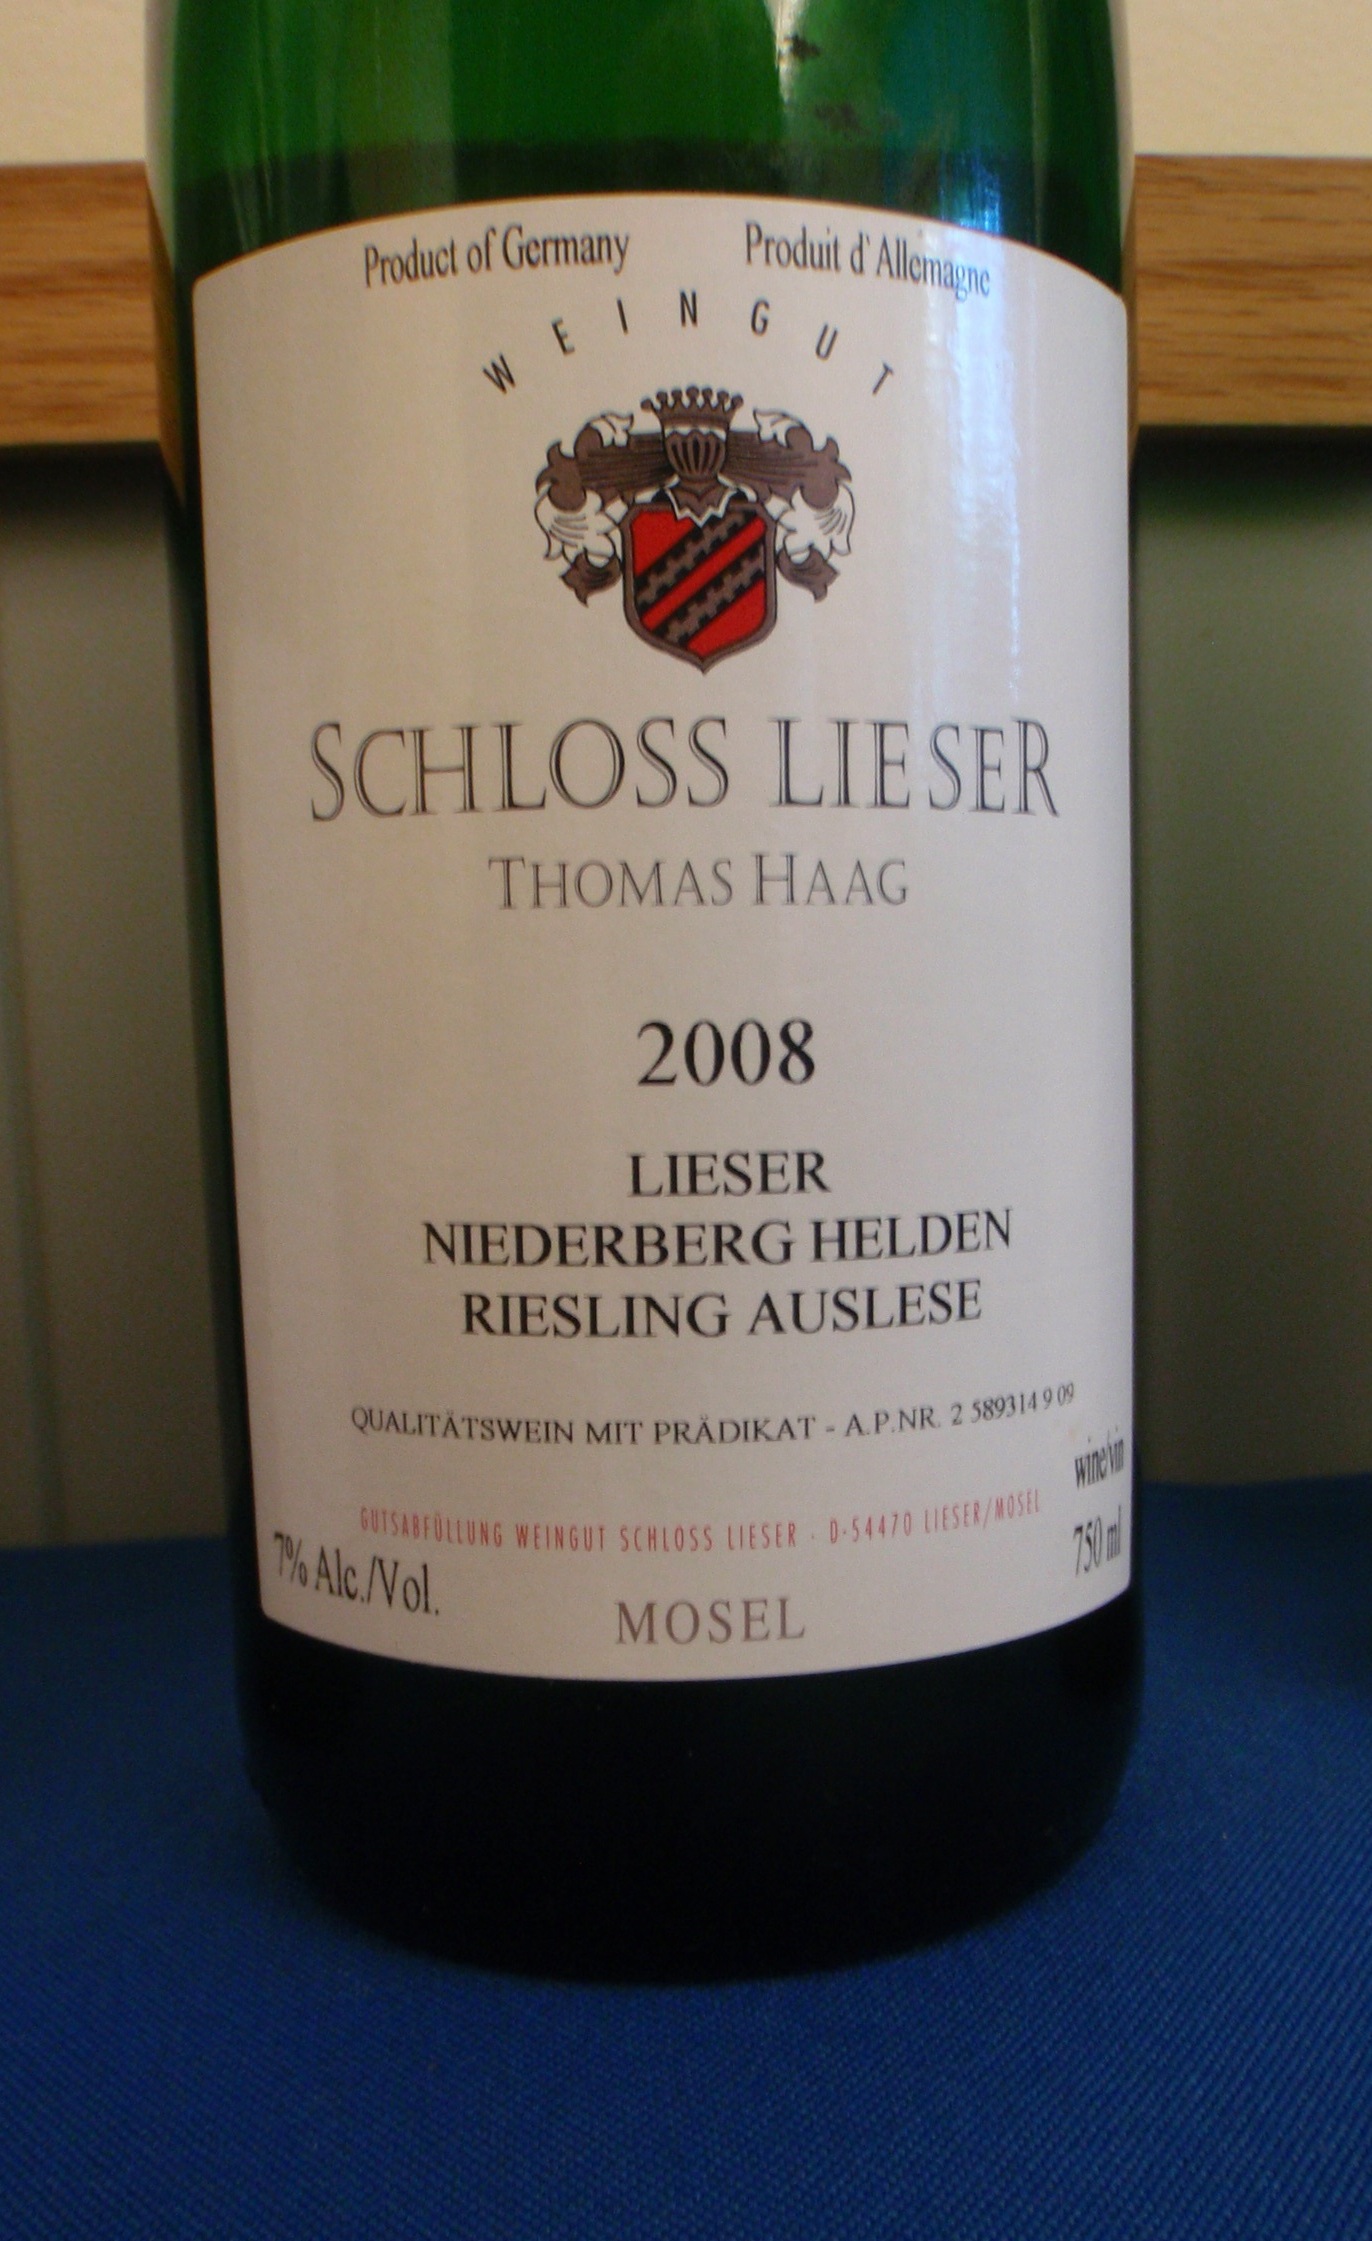 Product of Germany Produit d'Allemagne
WEINGUT
SCHLOSS LIESER
THOMAS HAAG
2008
LIESER
NIEDERBERG HELDEN
RIESLING AUSLESE
QUALITÄTSWEIN MIT PRÄDIKAT - A.P.NR. 2 589314 9 09
wine/vin
GUTSABFÜLLUNG WEINGUT SCHLOSS LIESER · D-54470 LIESER/MOSEL
7% Alc./Vol. 750 ml
MOSEL